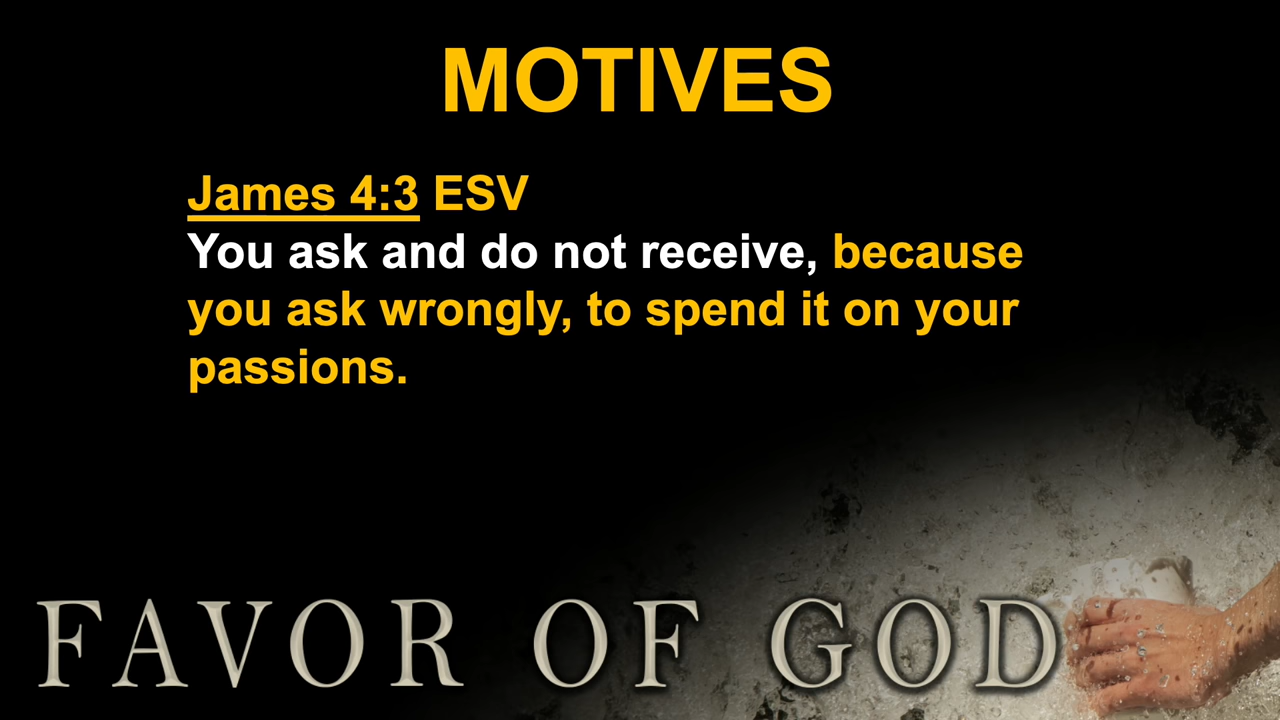 MOTIVES
James 4:3 ESV
You ask and do not receive, because
you ask wrongly, to spend it on your
passions.
FAVOR OF GOD